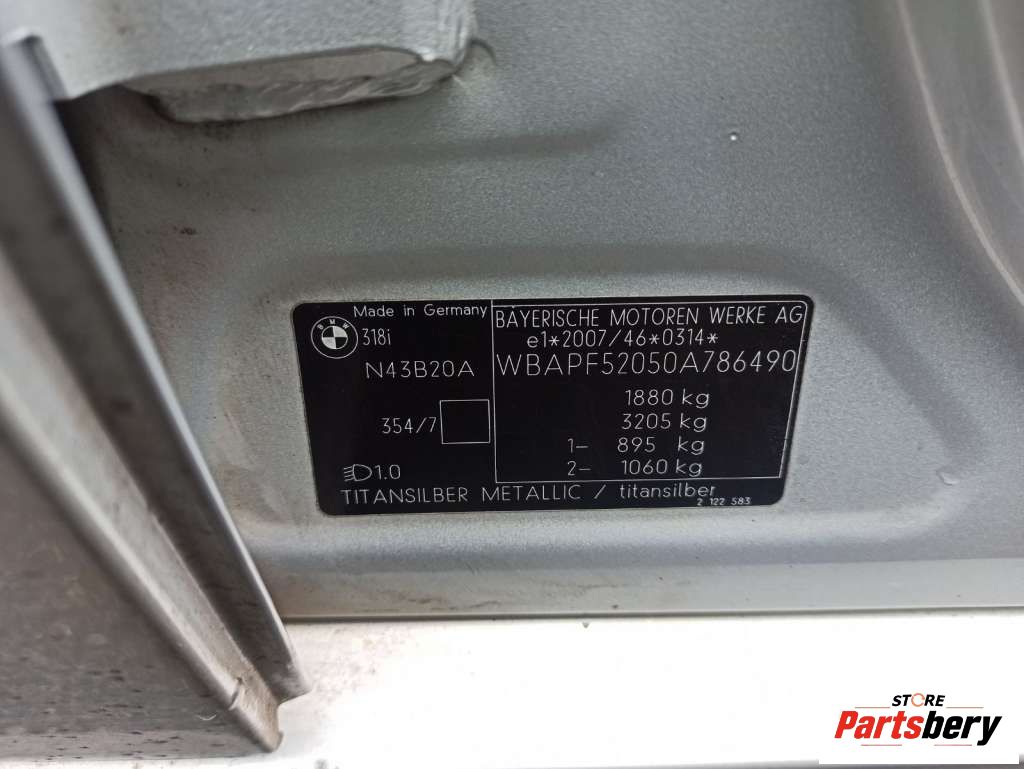 Made in Germany
BMW
318i
N43B20A
354/7
1.0
BAYERISCHE MOTOREN WERKE AG
e1*2007/46*0314*
WBAPF52050A786490
1880 kg
3205 kg
1- 895 kg
2- 1060 kg
TITANSILBER METALLIC / titansilber
2 122 583
STORE
Partsbery